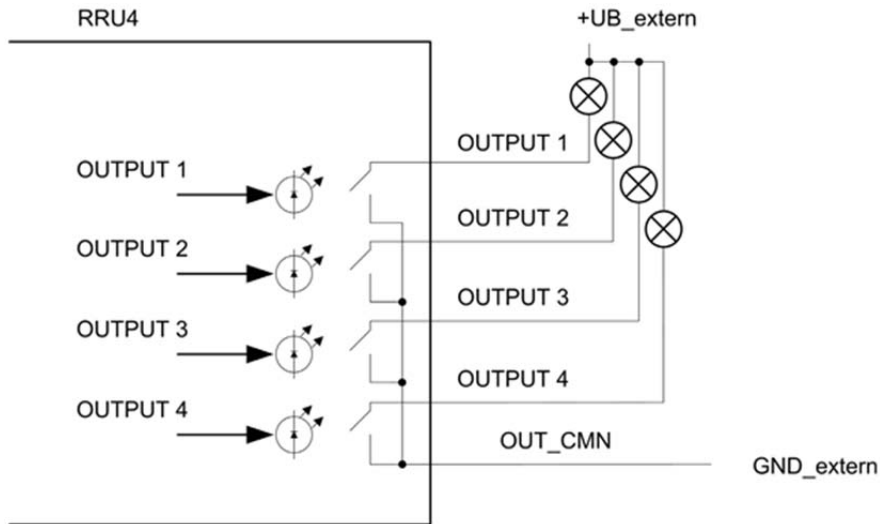 RRU4
+UB_extern
OUTPUT 1
OUTPUT 1
OUTPUT 2
OUTPUT 2
OUTPUT 3
OUTPUT 3
OUTPUT 4
OUTPUT 4
OUT_CMN
GND_extern